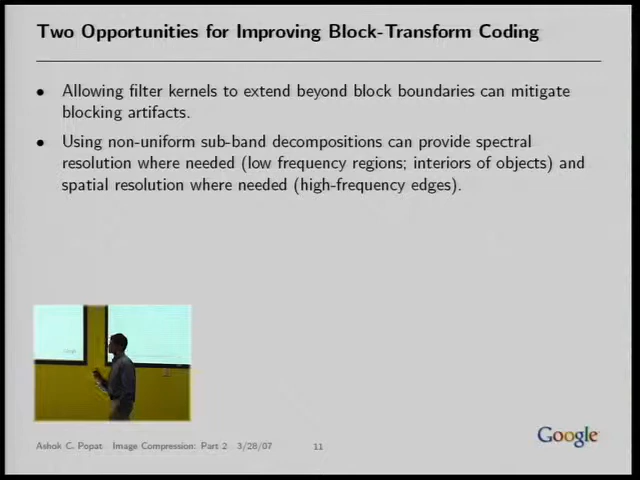 Two Opportunities for Improving Block-Transform Coding
• Allowing filter kernels to extend beyond block boundaries can mitigate
blocking artifacts.
• Using non-uniform sub-band decompositions can provide spectral
resolution where needed (low frequency regions; interiors of objects) and
spatial resolution where needed (high-frequency edges).
Ashok C. Popat Image Compression: Part 2 3/28/07 11
Google